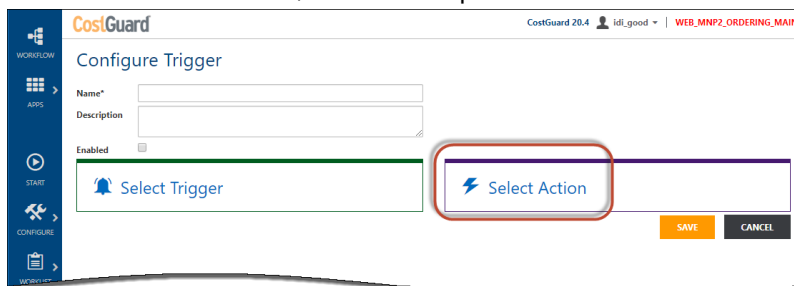 CostGuard
CostGuard 20.4 idi_good WEB_MNP2_ORDERING_MAIN
WORKFLOW
Configure Trigger
APPS
Name*
Description
Enabled
START
Select Trigger
Select Action
CONFIGURE
SAVE CANCEL
WORKLIST